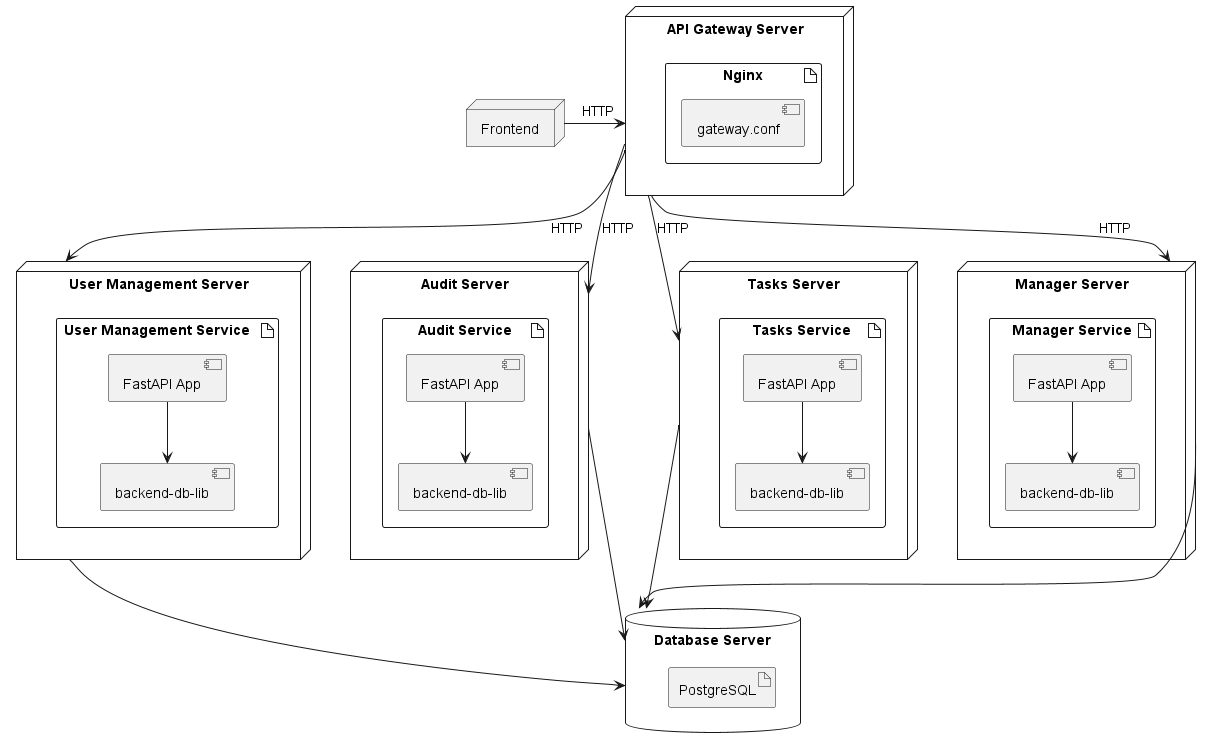 API Gateway Server
Nginx
gateway.conf
Frontend
HTTP
HTTP
HTTP
HTTP
HTTP
User Management Server
User Management Service
FastAPI App
backend-db-lib
Audit Server
Audit Service
FastAPI App
backend-db-lib
Tasks Server
Tasks Service
FastAPI App
backend-db-lib
Manager Server
Manager Service
FastAPI App
backend-db-lib
Database Server
PostgreSQL